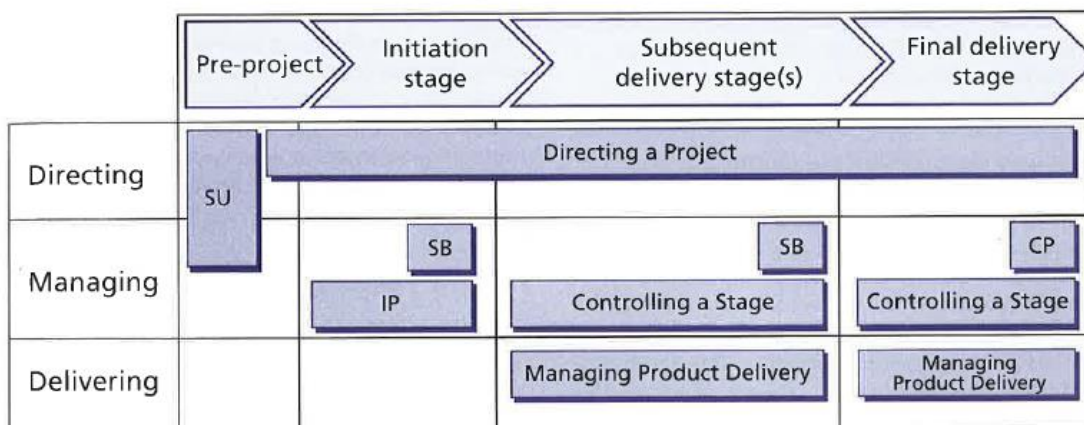 Pre-project
Initiation
stage
Subsequent
delivery stage(s)
Final delivery
stage
Directing
SU
Directing a Project
Managing
SB
SB
CP
IP
Controlling a Stage
Controlling a Stage
Delivering
Managing Product Delivery
Managing
Product Delivery